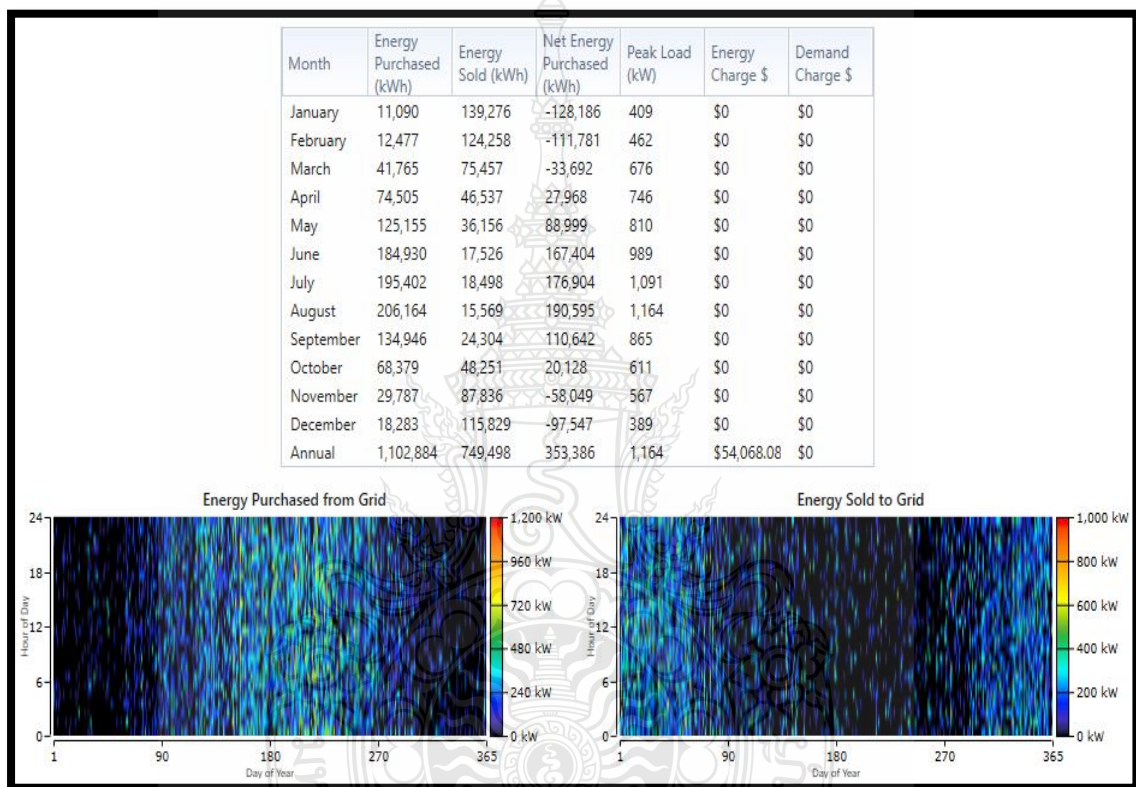 Month Energy Purchased (kWh) Energy Sold (kWh) Net Energy Purchased (kWh) Peak Load (kW) Energy Charge $ Demand Charge $
January 11,090 139,276 -128,186 409 $0 $0
February 12,477 124,258 -111,781 462 $0 $0
March 41,765 75,457 -33,692 676 $0 $0
April 74,505 46,537 27,968 746 $0 $0
May 125,155 36,156 88,999 810 $0 $0
June 184,930 17,526 167,404 989 $0 $0
July 195,402 18,498 176,904 1,091 $0 $0
August 206,164 15,569 190,595 1,164 $0 $0
September 134,946 24,304 110,642 865 $0 $0
October 68,379 48,251 20,128 611 $0 $0
November 29,787 87,836 -58,049 567 $0 $0
December 18,283 115,829 -97,547 389 $0 $0
Annual 1,102,884 749,498 353,386 1,164 $54,068.08 $0
Energy Purchased from Grid
24
18
12
6
0
Hour of Day
1 90 180 270 365
Day of Year
1,200 kW
960 kW
720 kW
480 kW
240 kW
0 kW
Energy Sold to Grid
24
18
12
6
0
Hour of Day
1 90 180 270 365
Day of Year
1,000 kW
800 kW
600 kW
400 kW
200 kW
0 kW